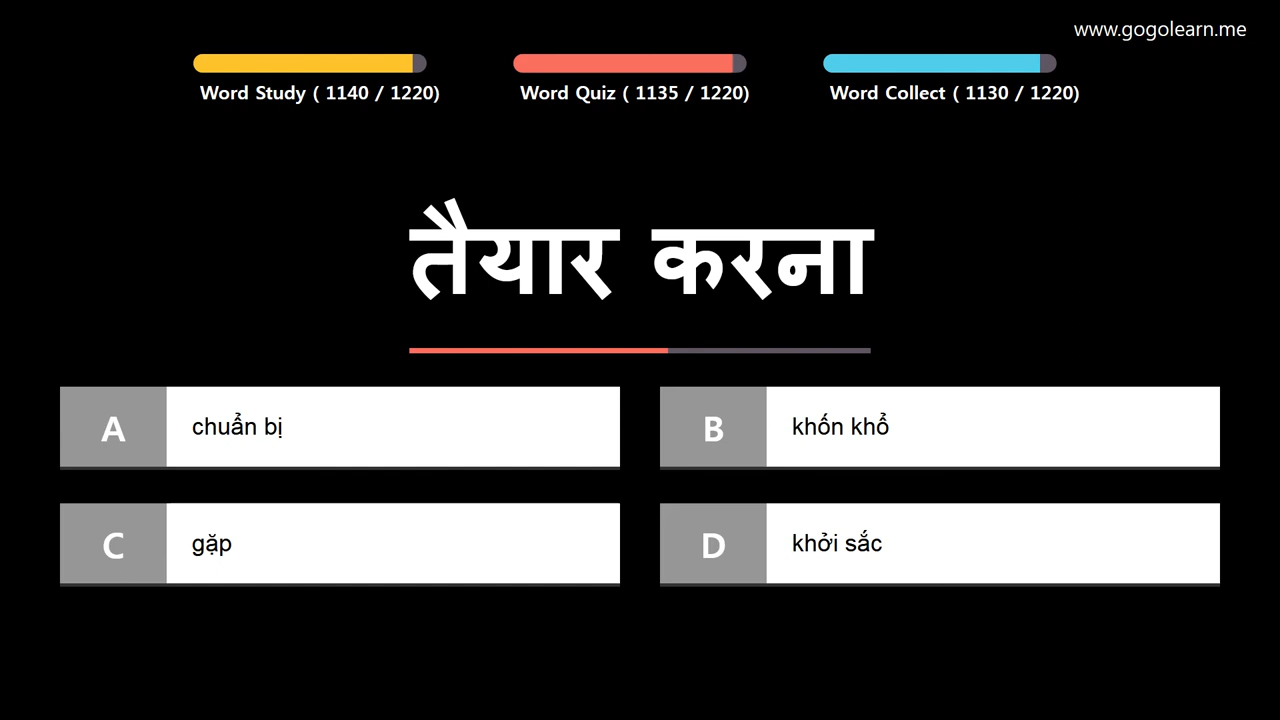 www.gogolearn.me
Word Study ( 1140 / 1220)
Word Quiz ( 1135 / 1220)
Word Collect ( 1130 / 1220)
तैयार करना
A
chuẩn bị
B
khốn khổ
C
gặp
D
khởi sắc